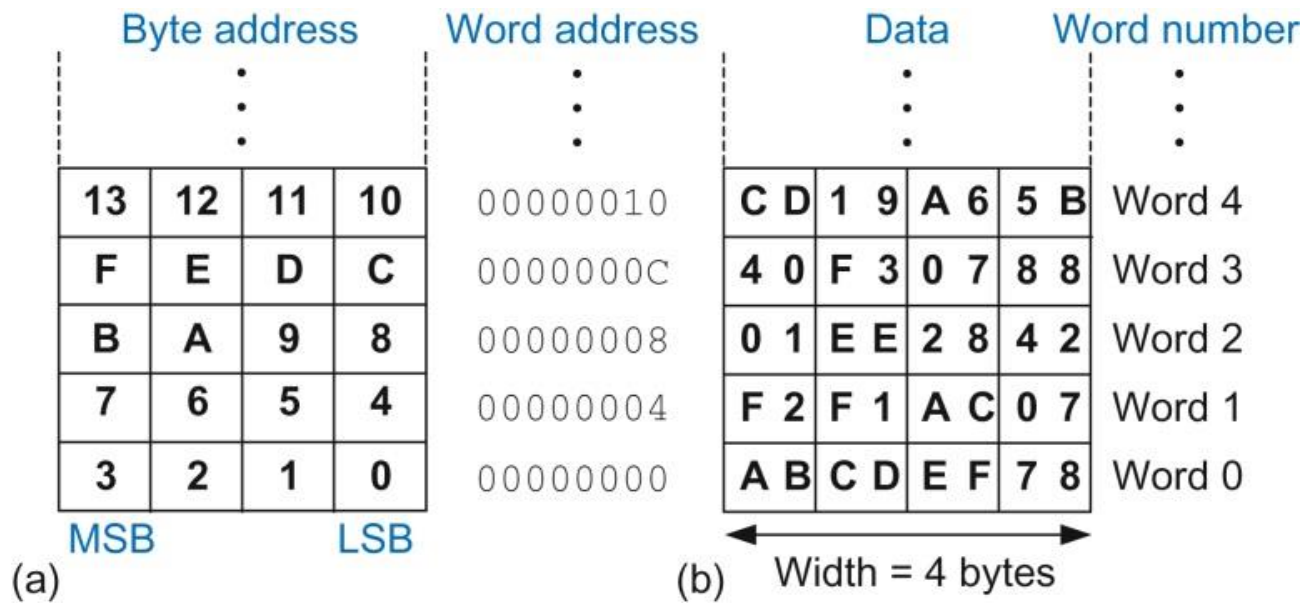 Byte address Word address Data Word number
13 12 11 10 00000010 C D 1 9 A 6 5 B Word 4
F E D C 0000000C 4 0 F 3 0 7 8 8 Word 3
B A 9 8 00000008 0 1 E E 2 8 4 2 Word 2
7 6 5 4 00000004 F 2 F 1 A C 0 7 Word 1
3 2 1 0 00000000 A B C D E F 7 8 Word 0
MSB LSB
(a) (b) Width = 4 bytes